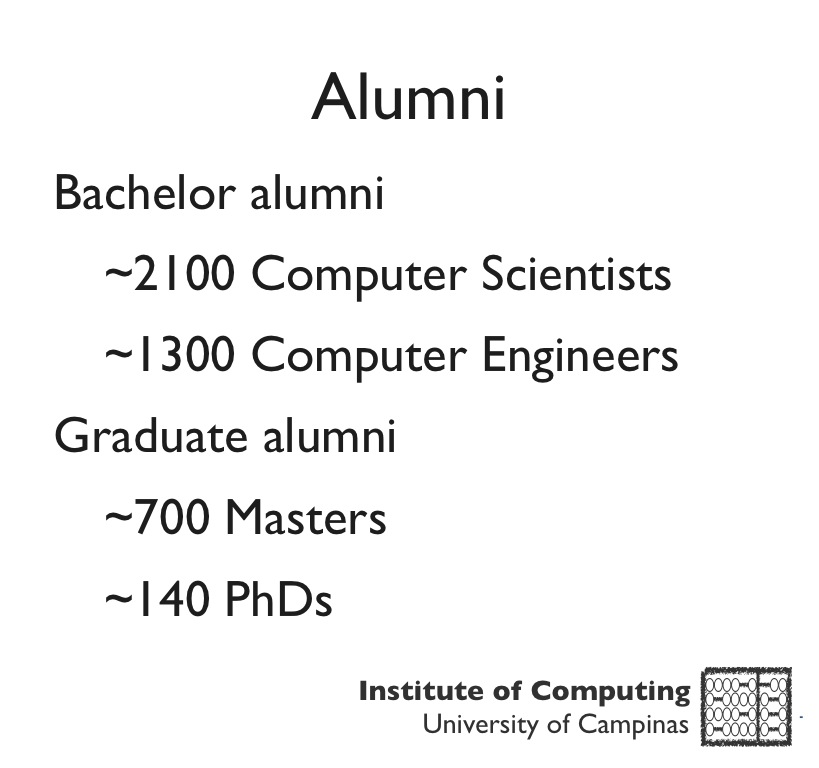 Alumni
Bachelor alumni
~2100 Computer Scientists
~1300 Computer Engineers
Graduate alumni
~700 Masters
~140 PhDs
Institute of Computing
University of Campinas